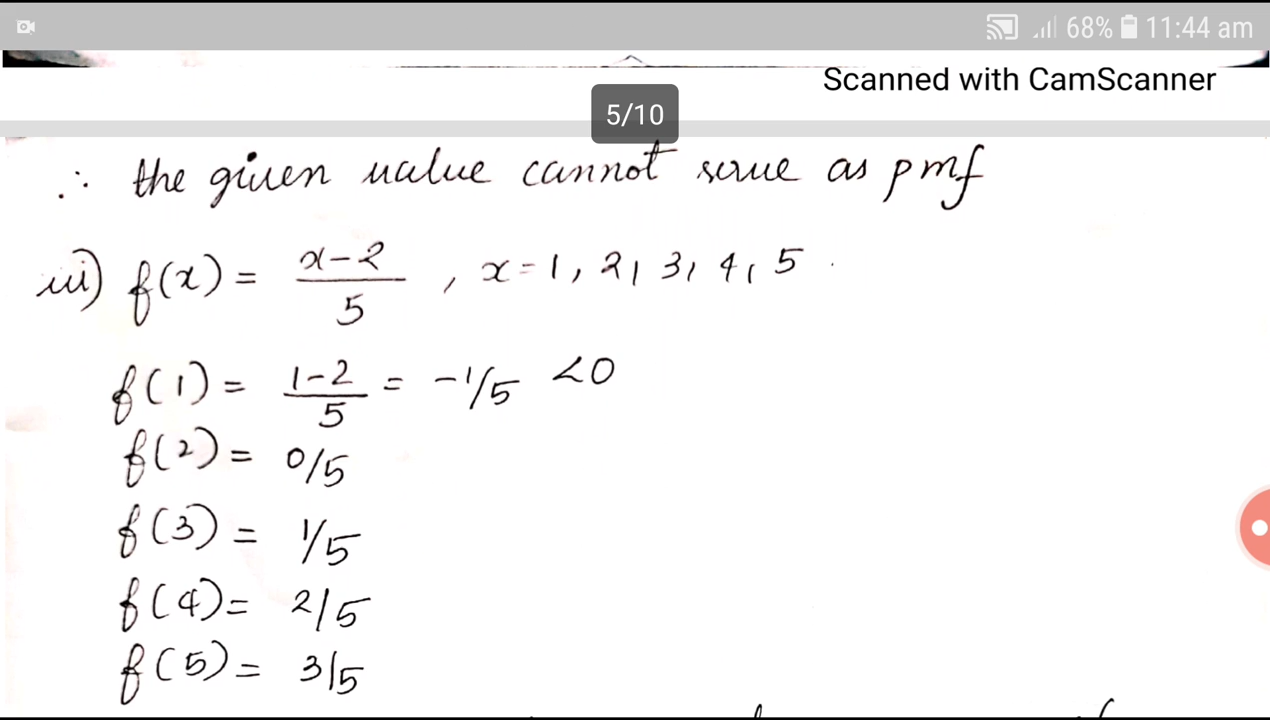 68% 11:44 am
Scanned with CamScanner
5/10
∴ the given value cannot serve as pmf
iii) f(x) = x-2/5 , x = 1, 2, 3, 4, 5 .
f(1) = 1-2/5 = -1/5 <0
f(2) = 0/5
f(3) = 1/5
f(4) = 2/5
f(5) = 3/5